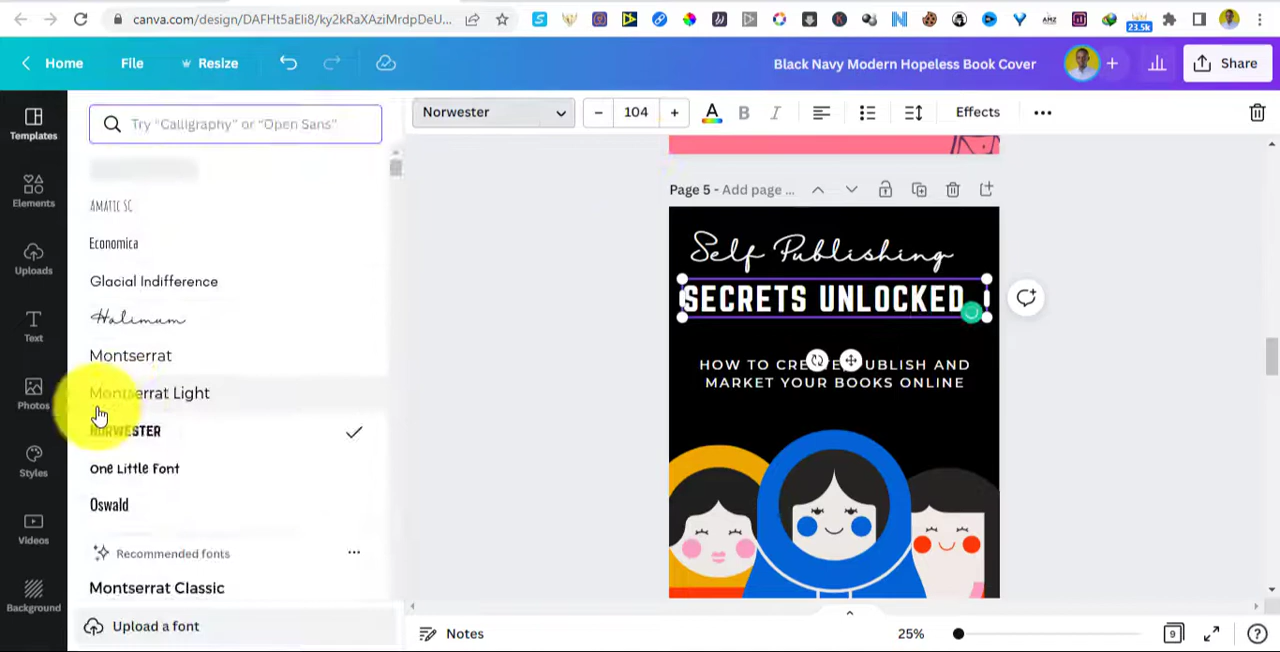 canva.com/design/DAFHt5aEli8/ky2kRaXAziMrdpDeU...
23.5k
Home
File
Resize
Black Navy Modern Hopeless Book Cover
Share
Templates
Elements
Uploads
Text
Photos
Styles
Videos
Background
Try “Calligraphy” or “Open Sans”
AMATIC SC
Economica
Glacial Indifference
Halimum
Montserrat
Montserrat Light
NORWESTER
One Little Font
Oswald
Recommended fonts
Montserrat Classic
Upload a font
Norwester
104
A
B
I
Effects
Page 5 - Add page ...
Self Publishing
SECRETS UNLOCKED
HOW TO CREATE, PUBLISH AND
MARKET YOUR BOOKS ONLINE
Notes
25%
9